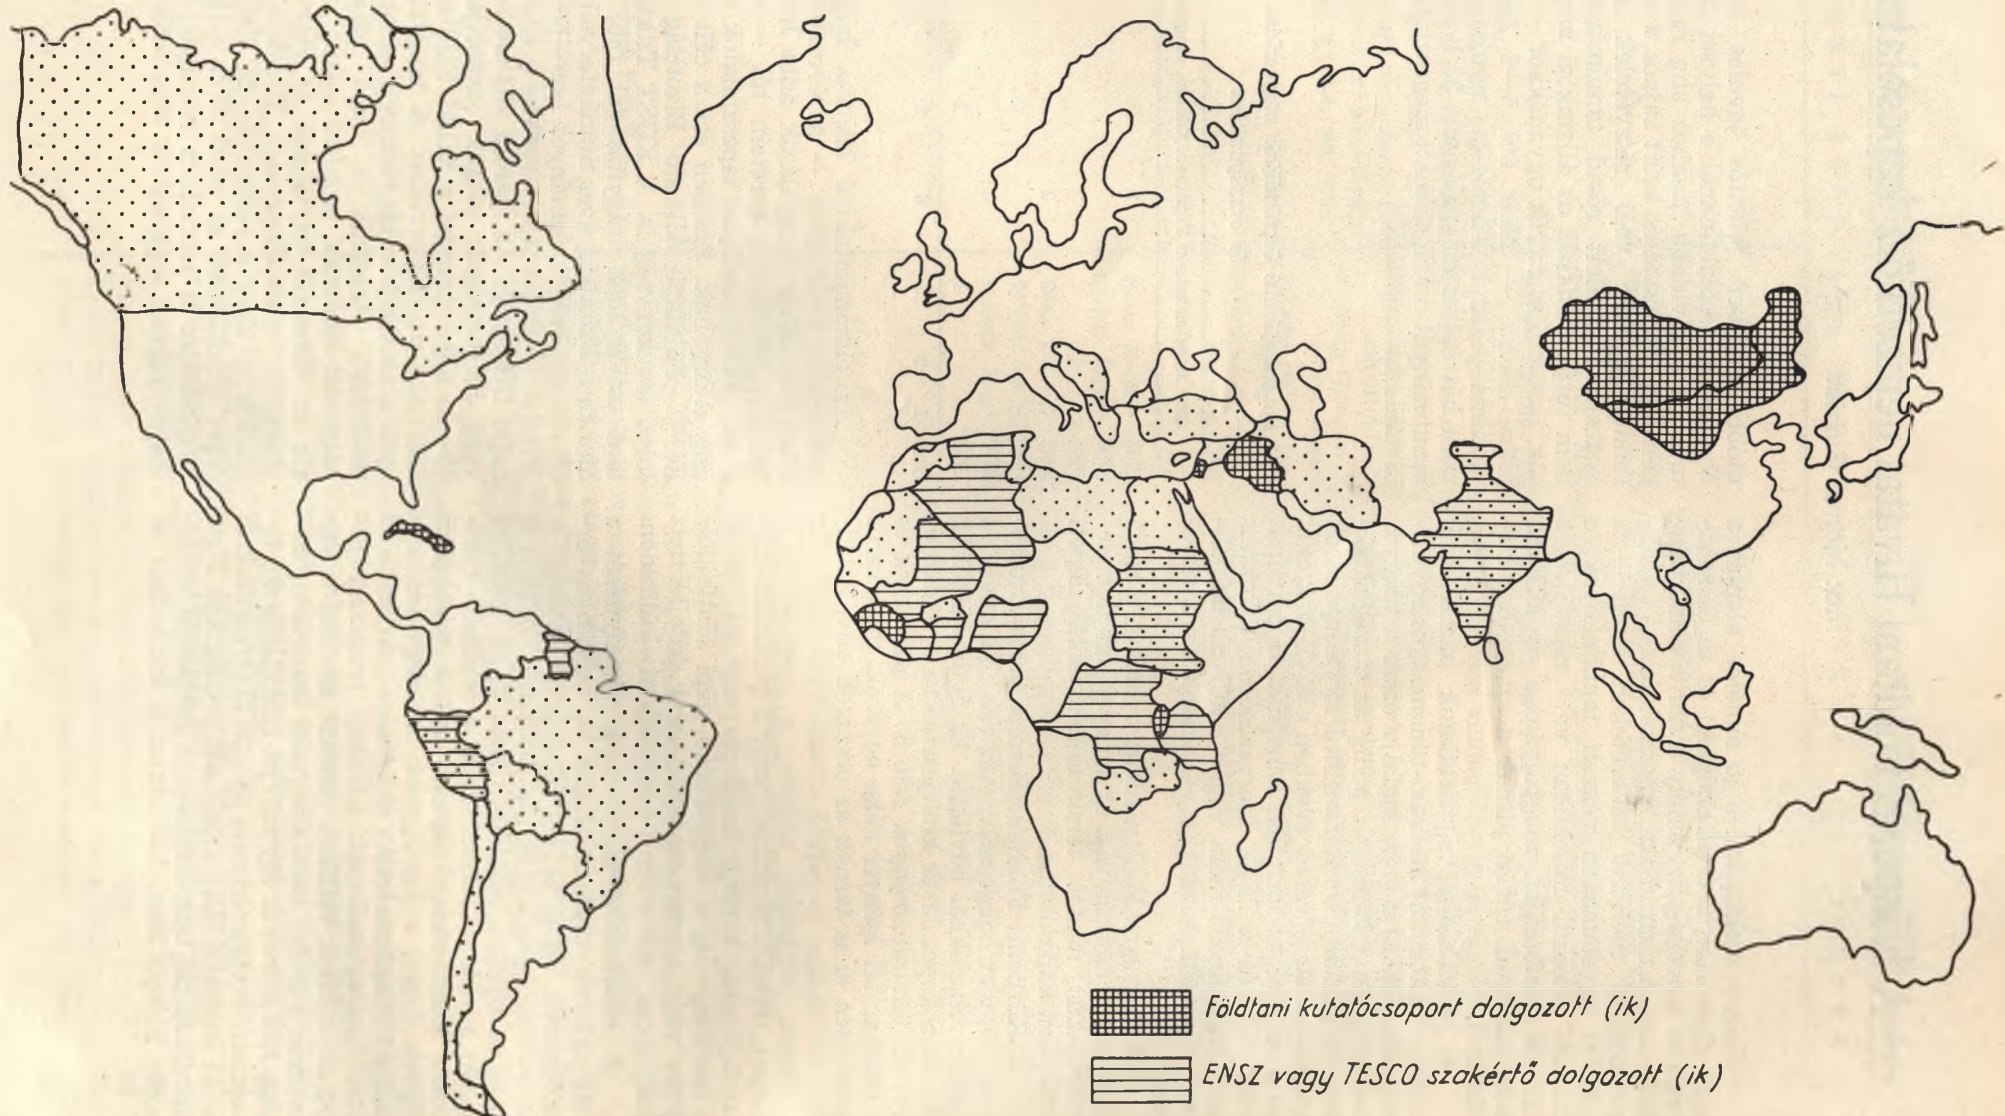 Földtani kutatócsoport dolgozott (ik)
ENSZ vagy TESCO szakértő dolgozott (ik)